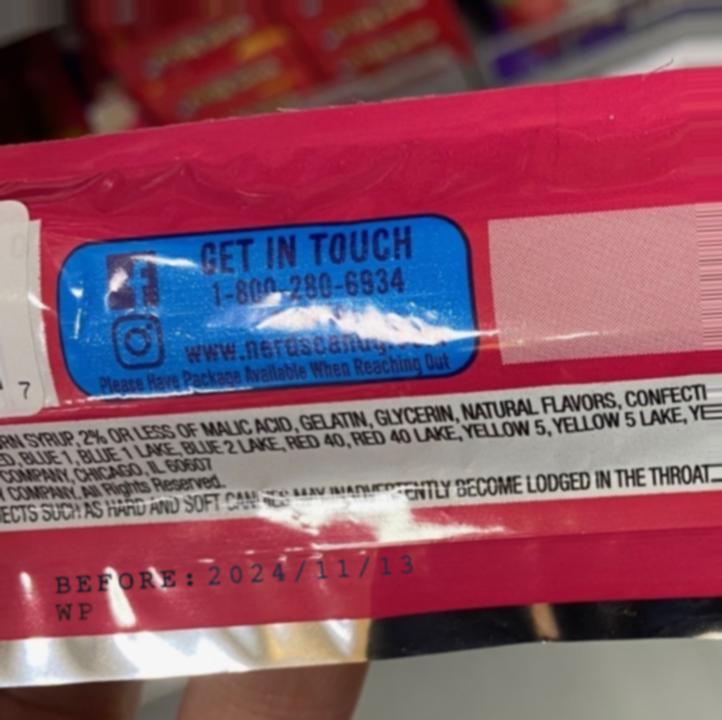 GET IN TOUCH
1-800-280-6934
www.nerdscandy.com
Please Have Package Available When Reaching Out
7
RN SYRUP, 2% OR LESS OF MALIC ACID, GELATIN, GLYCERIN, NATURAL FLAVORS, CONFECTI
ED, BLUE 1, BLUE 1 LAKE, BLUE 2 LAKE, RED 40, RED 40 LAKE, YELLOW 5, YELLOW 5 LAKE, YE
COMPANY, CHICAGO, IL 60607
COMPANY. All Rights Reserved.
ECTS SUCH AS HARD AND SOFT CANDIES MAY INADVERTENTLY BECOME LODGED IN THE THROAT
BEFORE:2024/11/13
WP